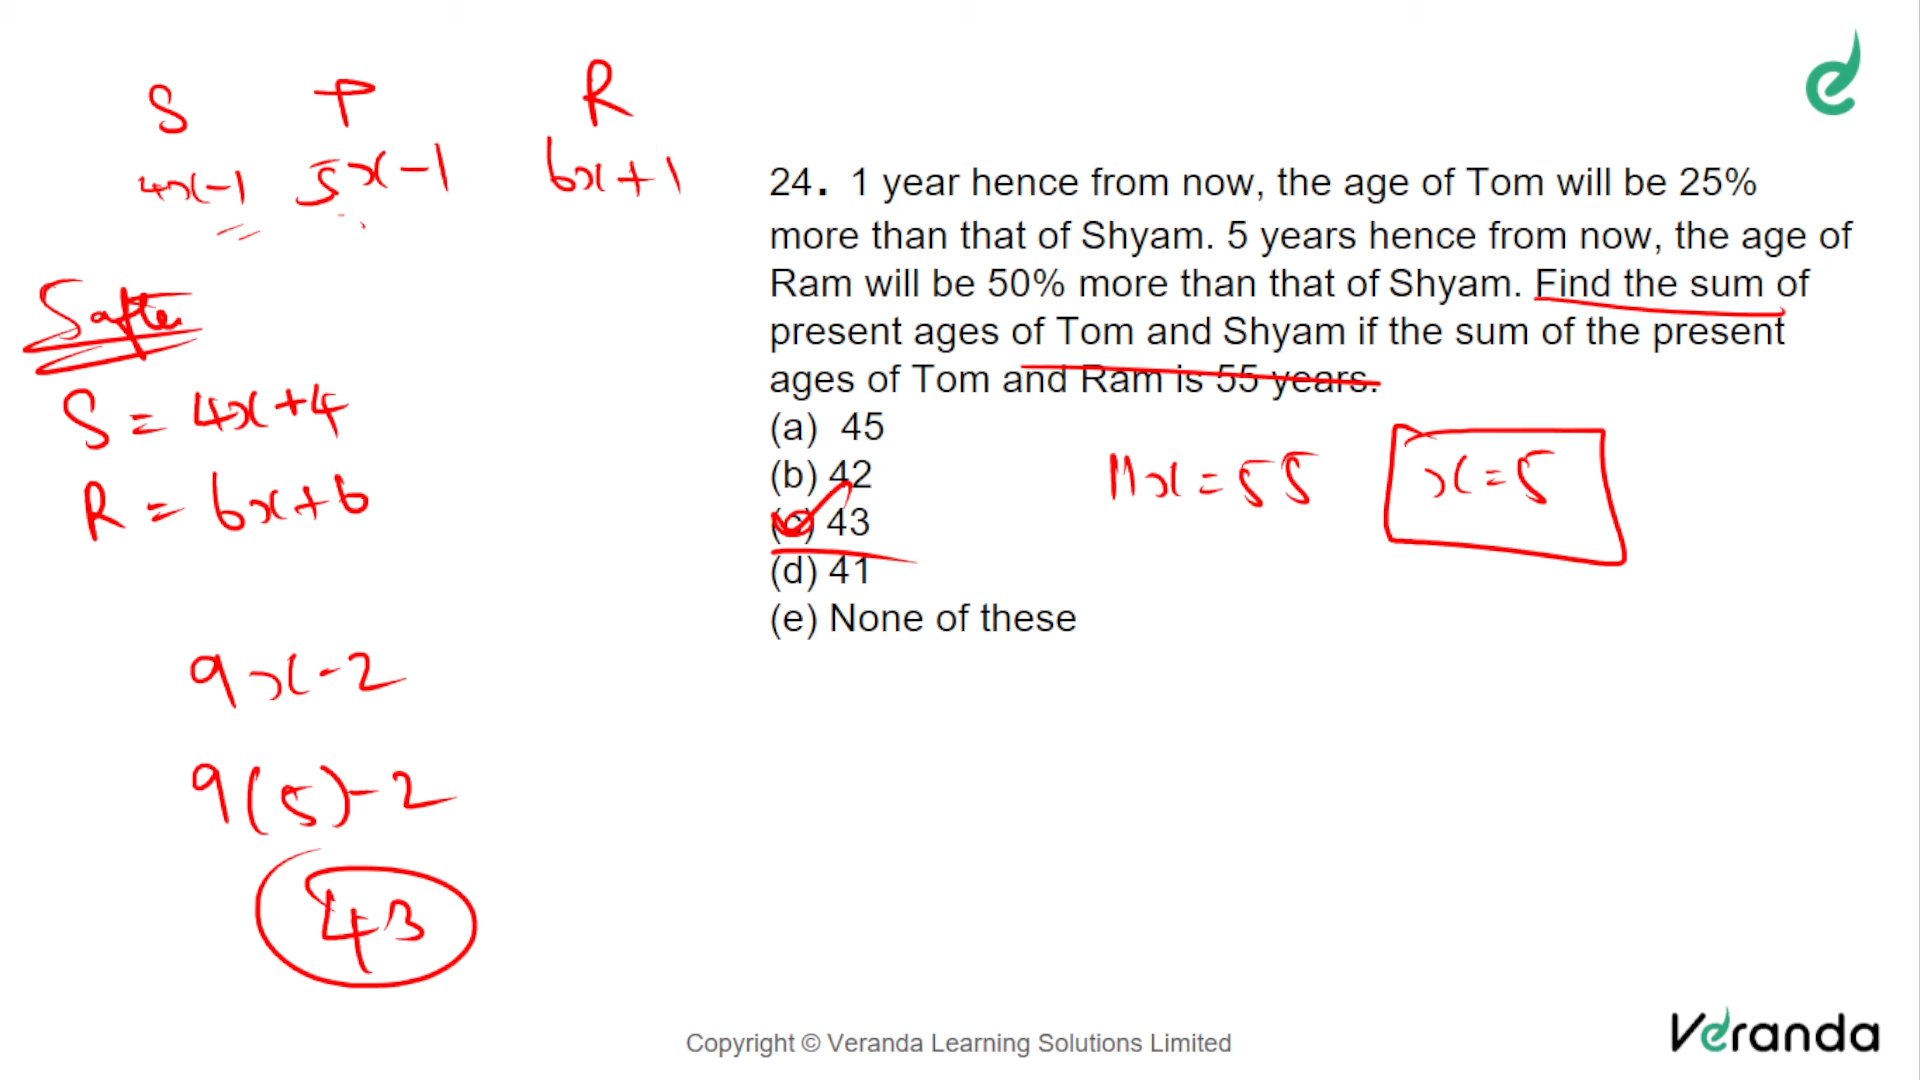 S T R
4x-1 5x-1 6x+1
5 after
S = 4x+4
R = 6x+6
9x-2
9(5)-2
43
24. 1 year hence from now, the age of Tom will be 25%
more than that of Shyam. 5 years hence from now, the age of
Ram will be 50% more than that of Shyam. Find the sum of
present ages of Tom and Shyam if the sum of the present
ages of Tom and Ram is 55 years.
(a) 45
(b) 42
(c) 43
(d) 41
(e) None of these
11x = 55 x = 5
Copyright © Veranda Learning Solutions Limited
Veranda